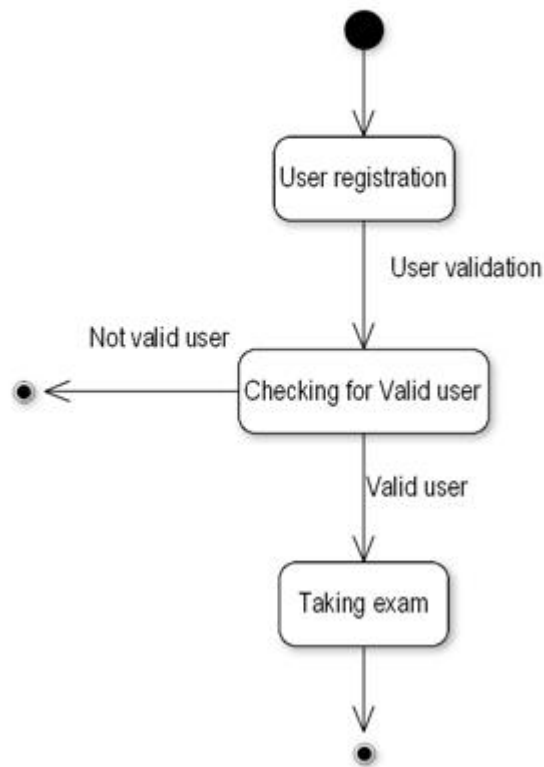 User registration
User validation
Not valid user
Checking for Valid user
Valid user
Taking exam